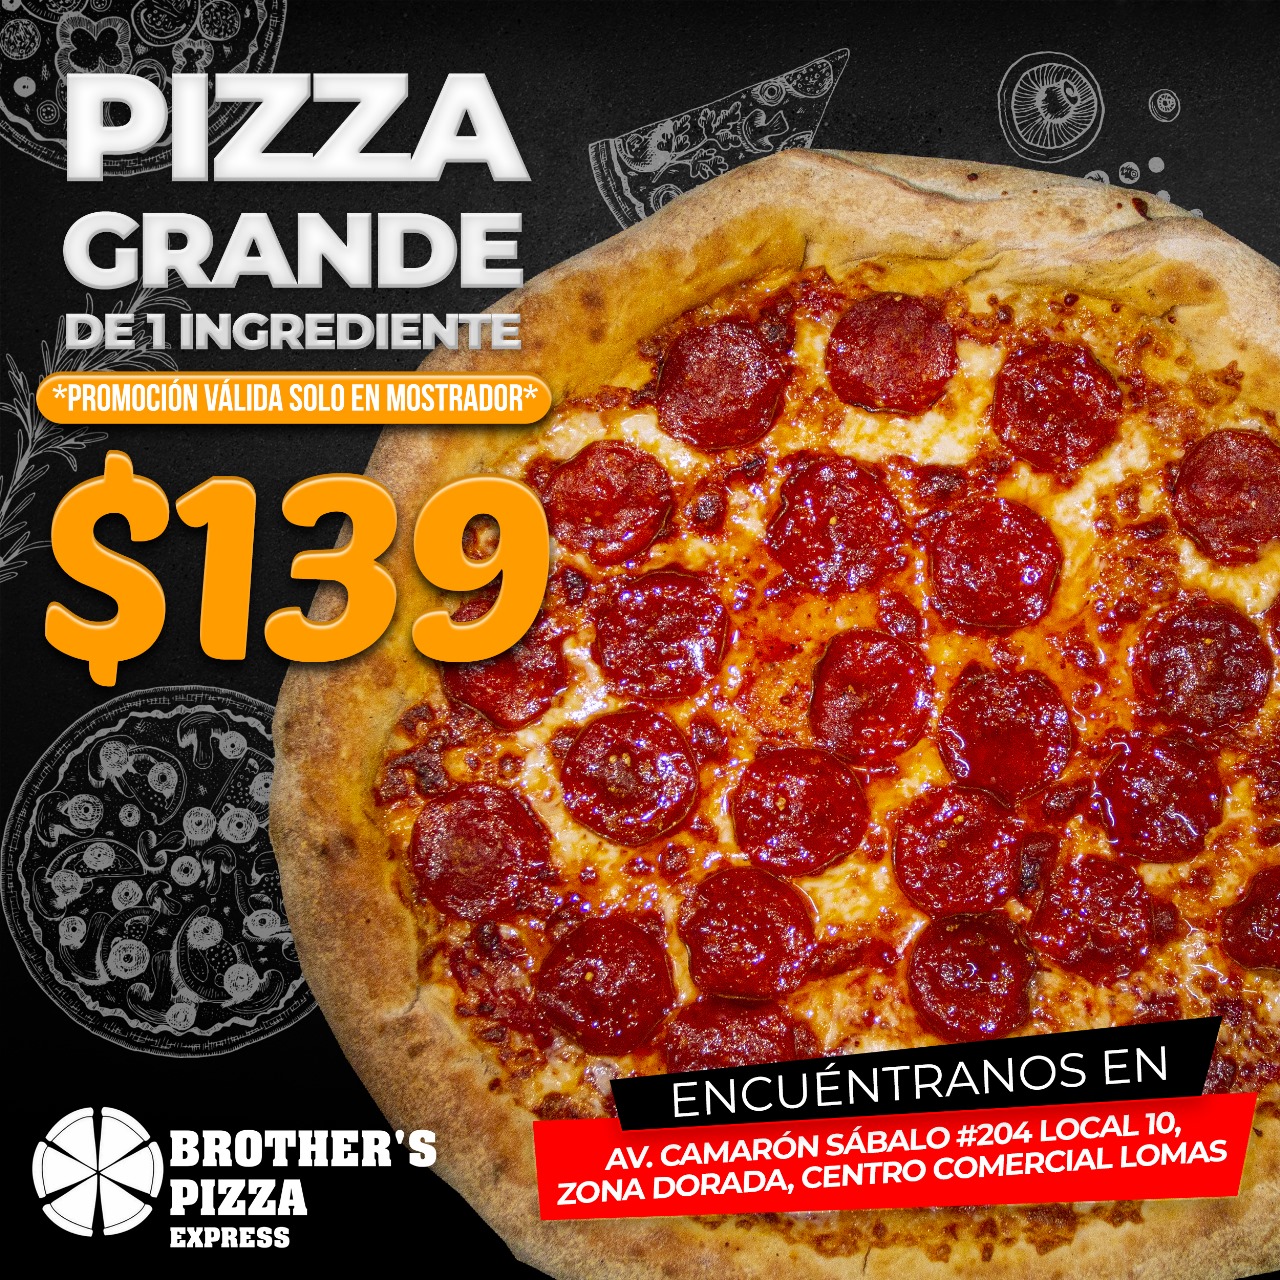 PIZZA
GRANDE
DE 1 INGREDIENTE
*PROMOCIÓN VÁLIDA SOLO EN MOSTRADOR*
$139
ENCUÉNTRANOS EN
AV. CAMARÓN SÁBALO #204 LOCAL 10,
ZONA DORADA, CENTRO COMERCIAL LOMAS
BROTHER'S
PIZZA
EXPRESS